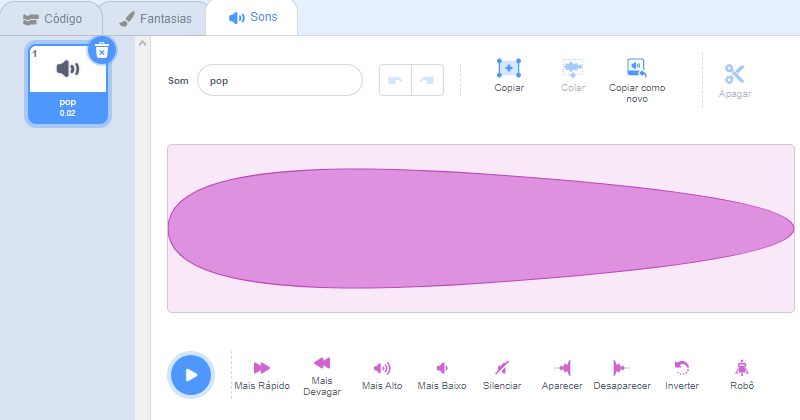 Código
Fantasias
Sons
1
pop
0.02
Som
pop
Copiar
Colar
Copiar como
novo
Apagar
Mais Rápido
Mais
Devagar
Mais Alto
Mais Baixo
Silenciar
Aparecer
Desaparecer
Inverter
Robô